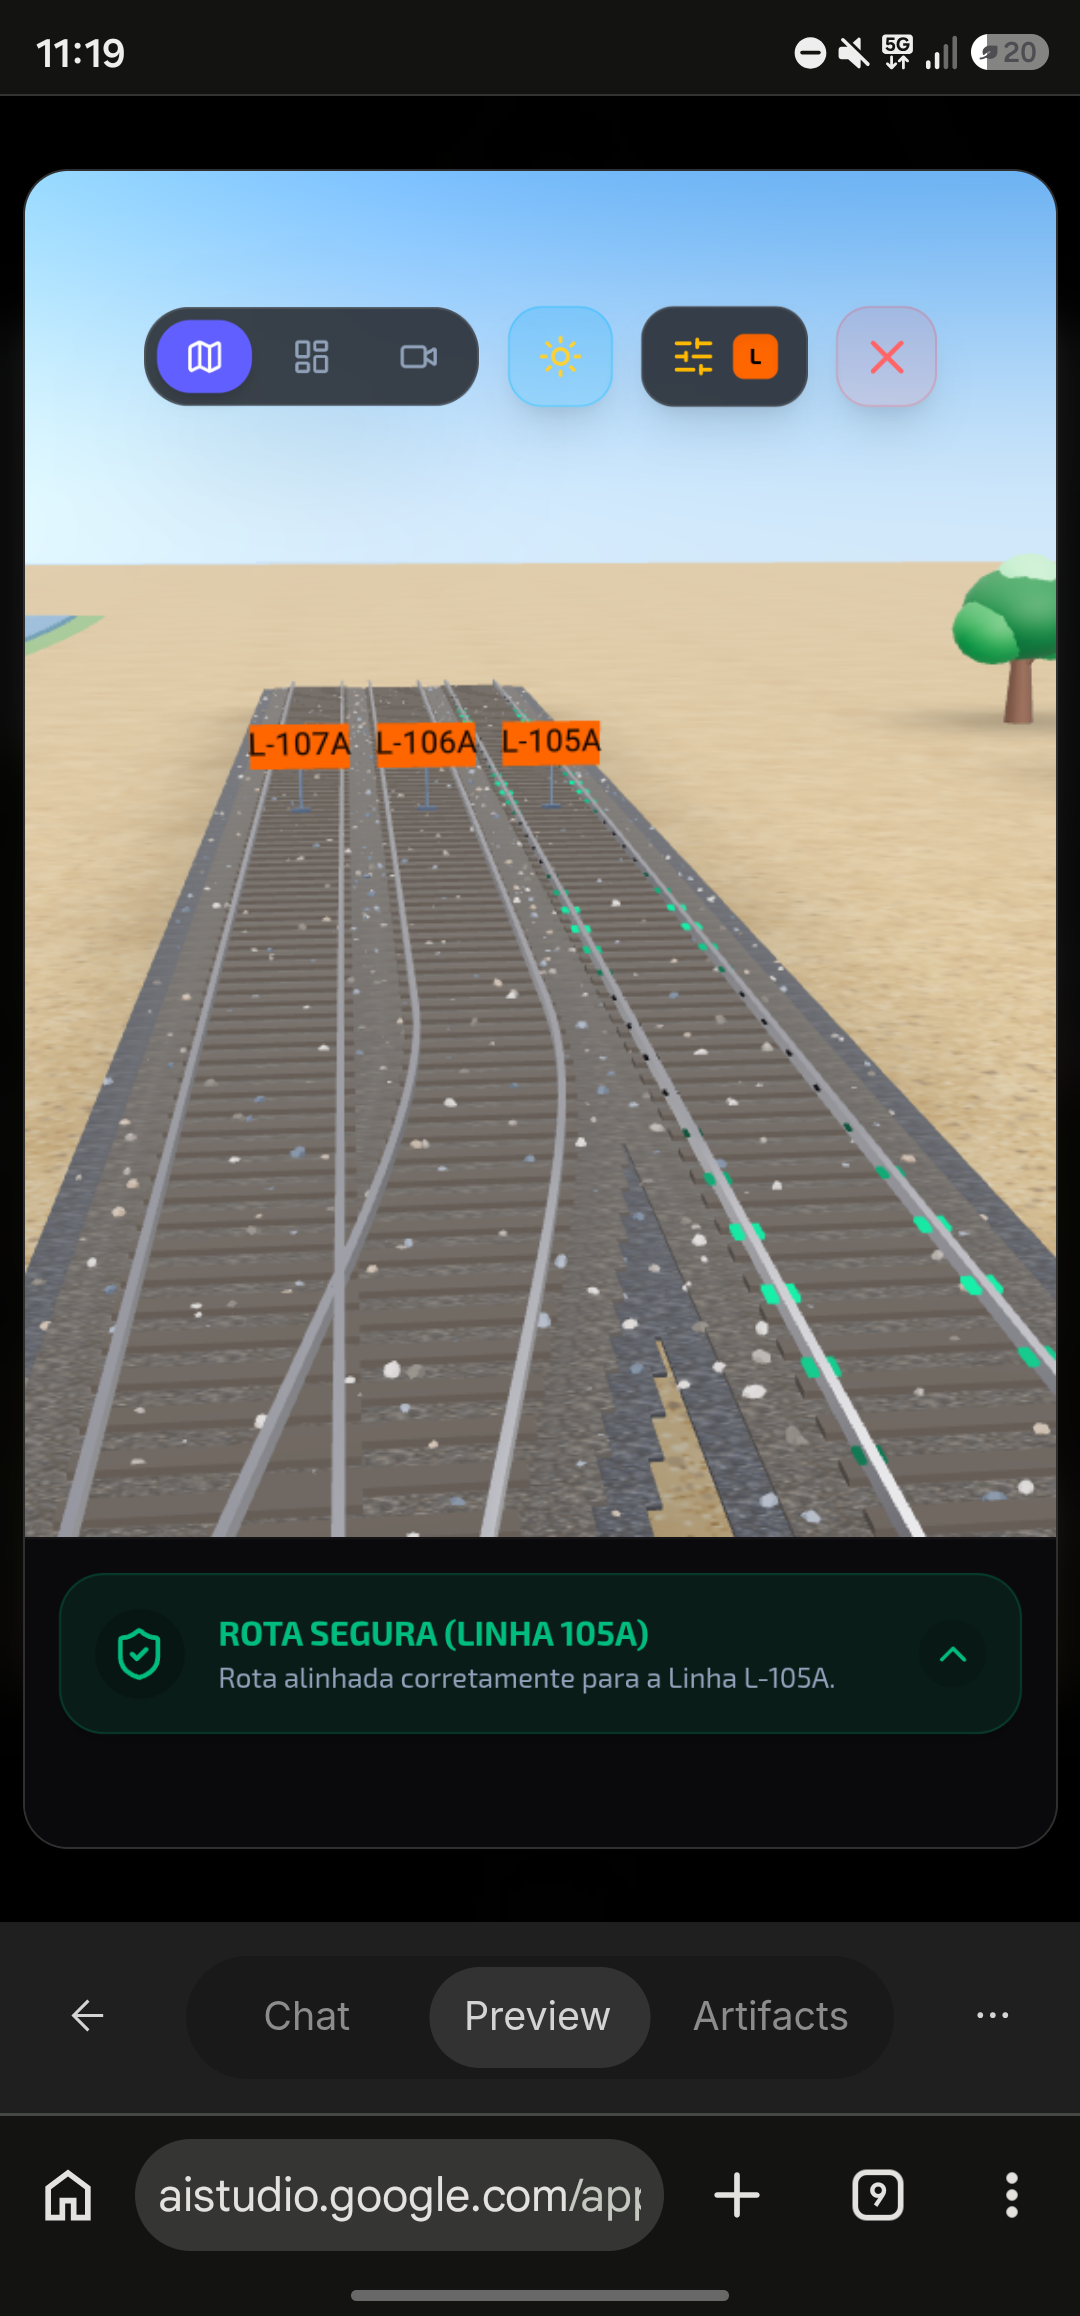 11:19
5G
20
L
L-107A L-106A L-105A
ROTA SEGURA (LINHA 105A)
Rota alinhada corretamente para a Linha L-105A.
Chat Preview Artifacts
aistudio.google.com/app
9